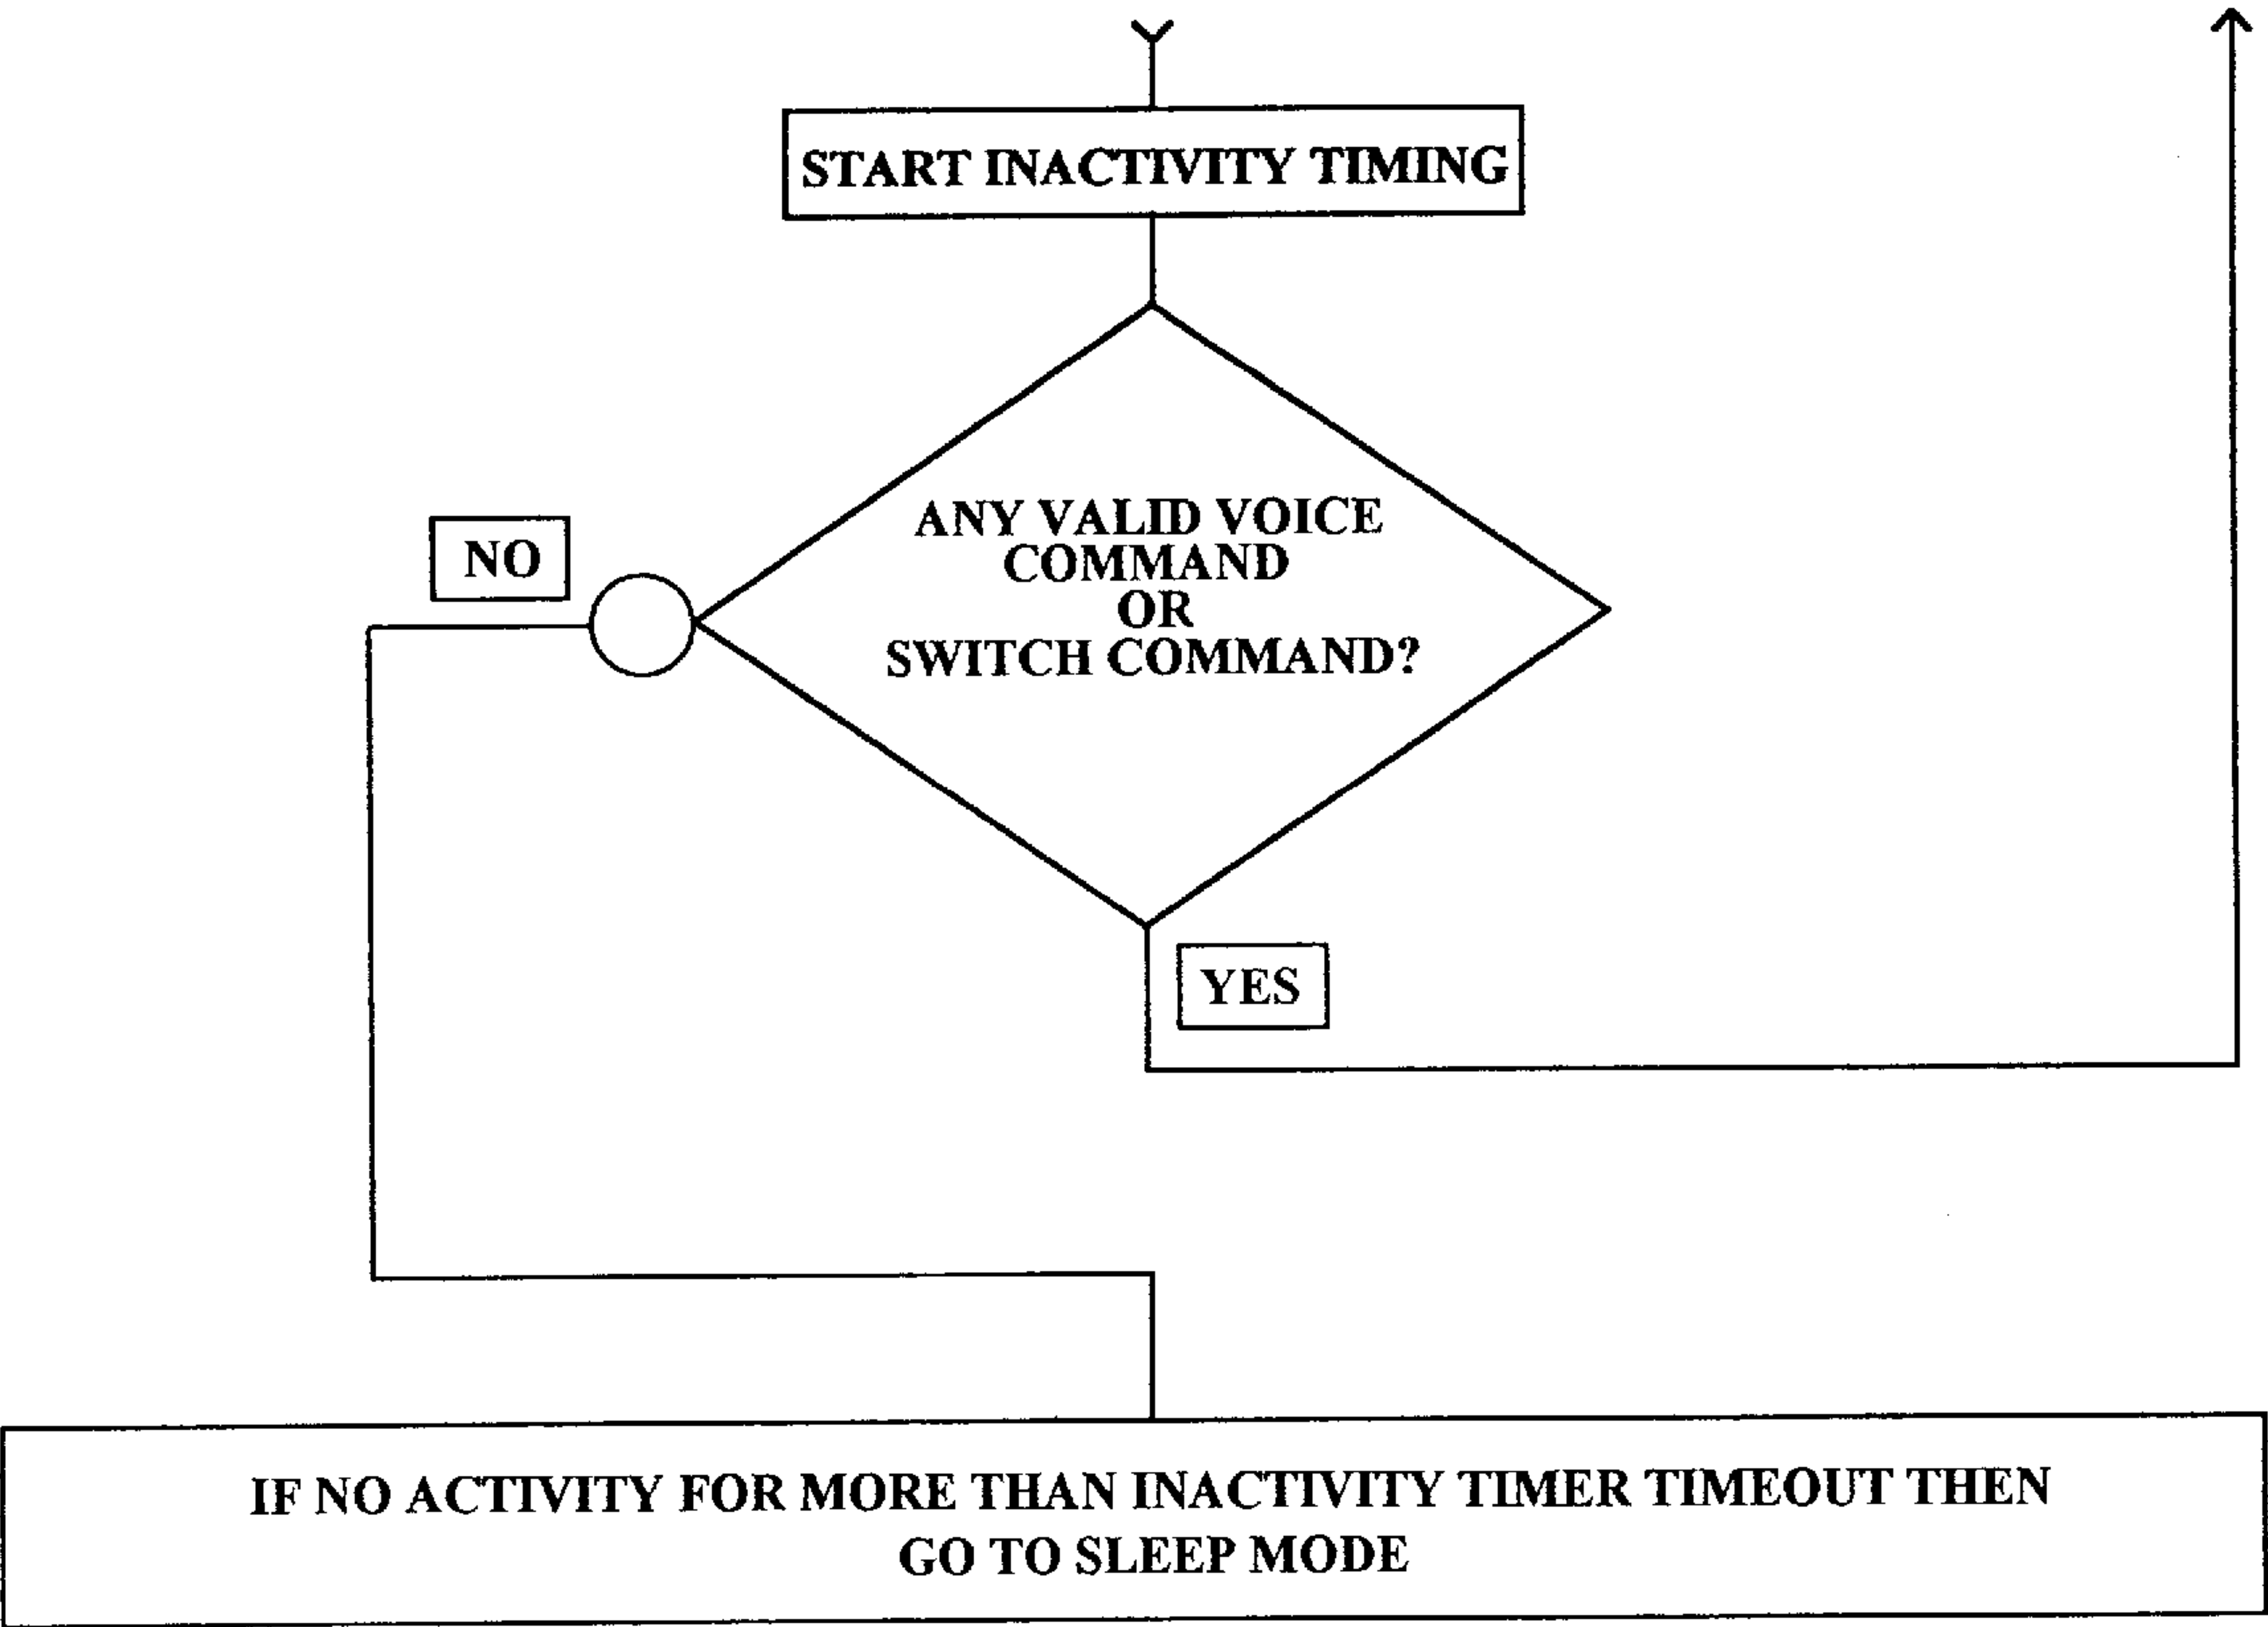 START INACTIVITY TIMING
ANY VALID VOICE
COMMAND
OR
SWITCH COMMAND?
NO
YES
IF NO ACTIVITY FOR MORE THAN INACTIVITY TIMER TIMEOUT THEN
GO TO SLEEP MODE